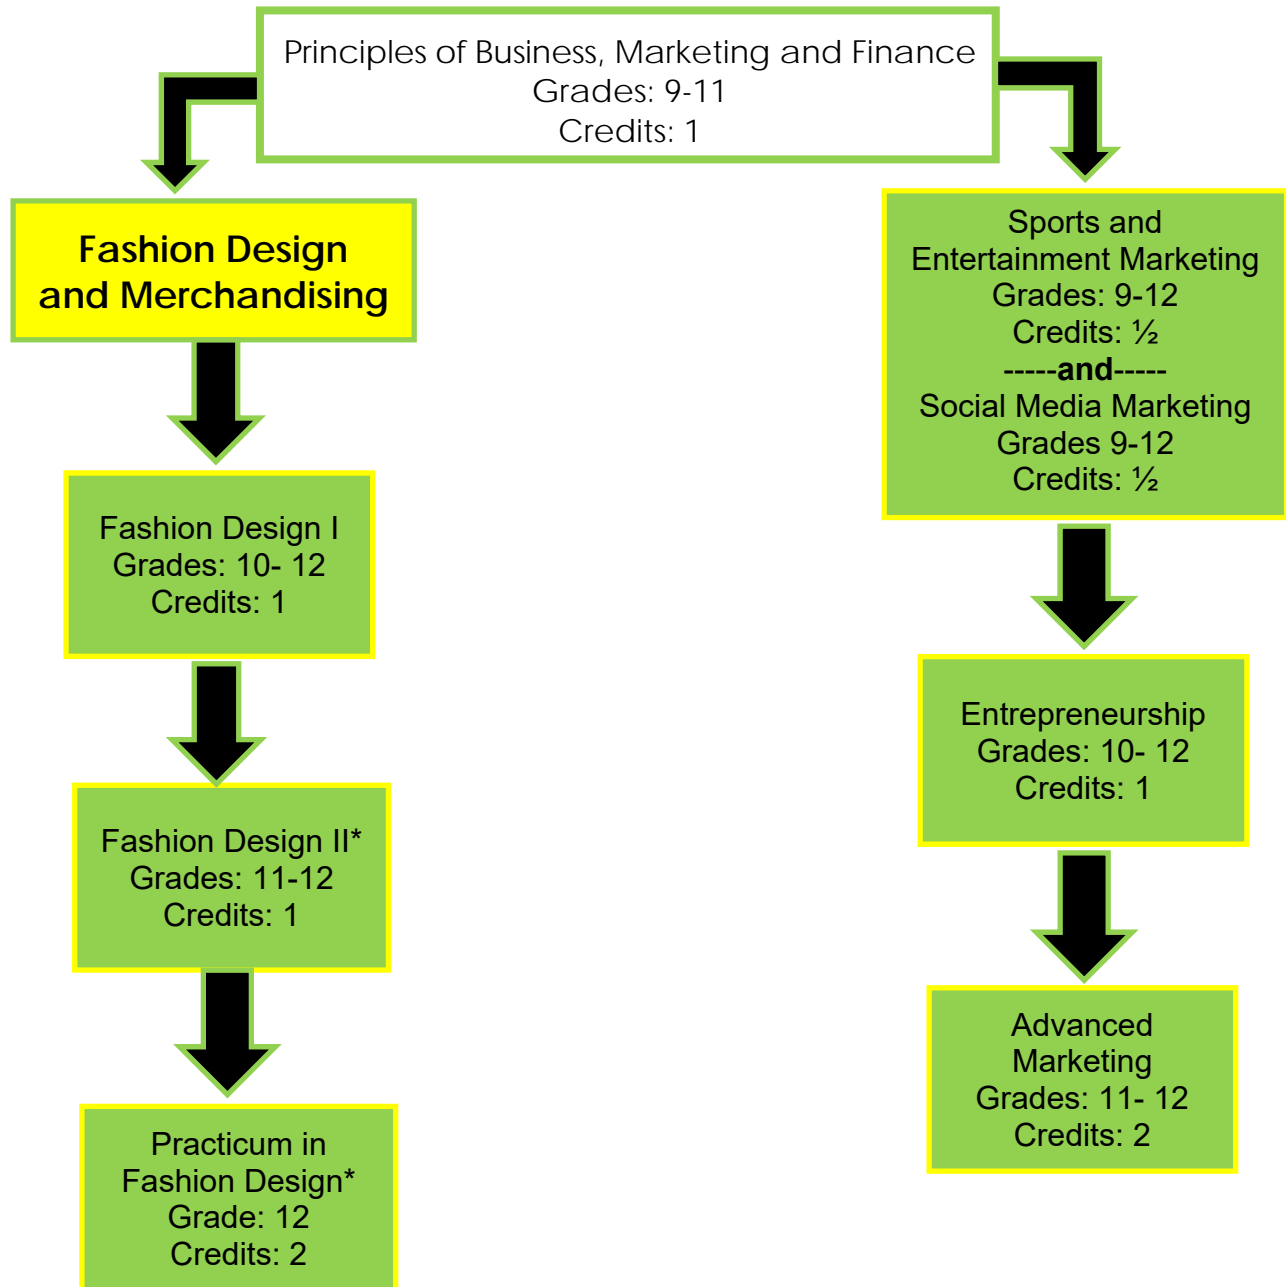 Principles of Business, Marketing and Finance
Grades: 9-11
Credits: 1
Fashion Design
and Merchandising
Fashion Design I
Grades: 10- 12
Credits: 1
Fashion Design II*
Grades: 11-12
Credits: 1
Practicum in
Fashion Design*
Grade: 12
Credits: 2
Sports and
Entertainment Marketing
Grades: 9-12
Credits: ½
-----and-----
Social Media Marketing
Grades 9-12
Credits: ½
Entrepreneurship
Grades: 10- 12
Credits: 1
Advanced
Marketing
Grades: 11- 12
Credits: 2